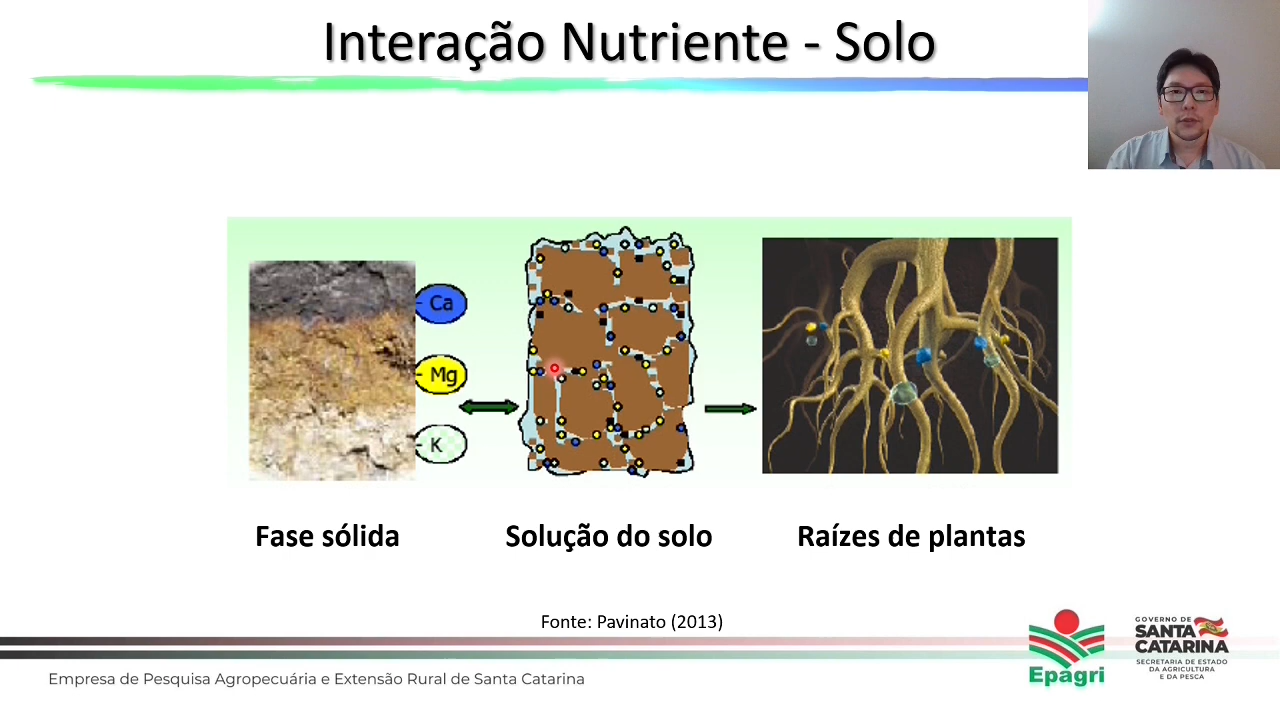 Interação Nutriente - Solo
Ca
Mg
K
Fase sólida
Solução do solo
Raízes de plantas
Fonte: Pavinato (2013)
Empresa de Pesquisa Agropecuária e Extensão Rural de Santa Catarina
Epagri
GOVERNO DE
SANTA
CATARINA
SECRETARIA DE ESTADO
DA AGRICULTURA
E DA PESCA